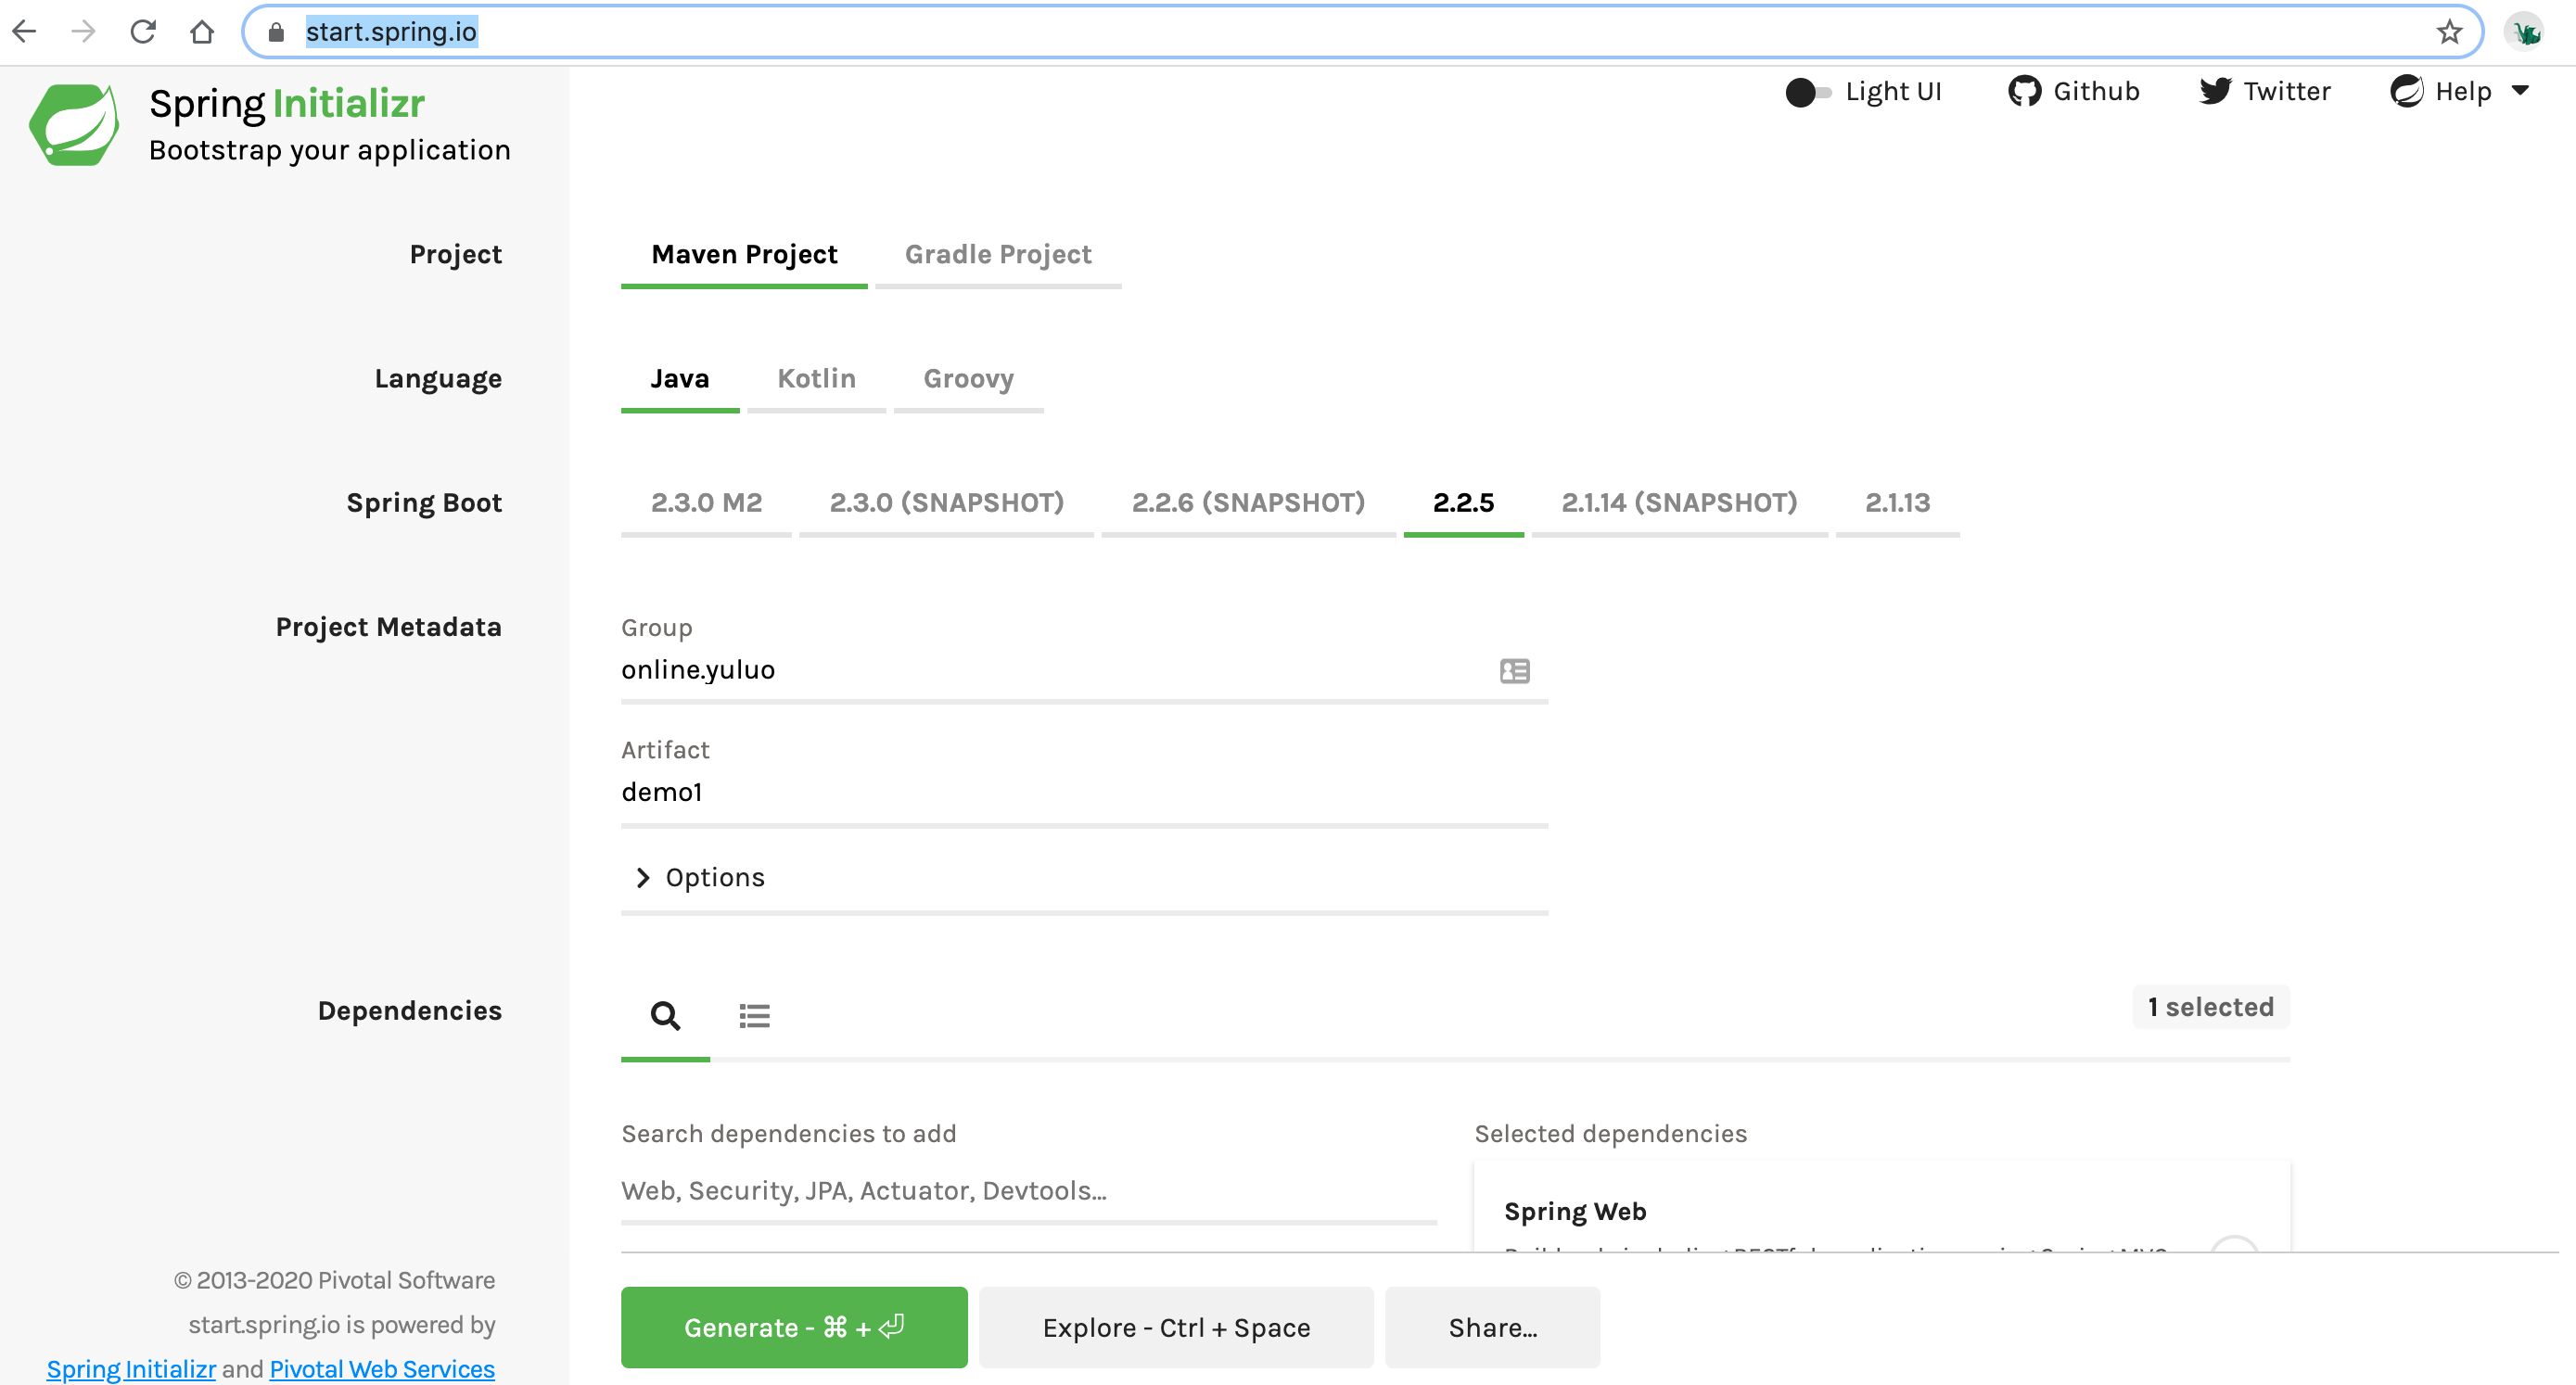 start.spring.io
Spring Initializr
Bootstrap your application
Light UI Github Twitter Help
Project
Maven Project Gradle Project
Language
Java Kotlin Groovy
Spring Boot
2.3.0 M2 2.3.0 (SNAPSHOT) 2.2.6 (SNAPSHOT) 2.2.5 2.1.14 (SNAPSHOT) 2.1.13
Project Metadata
Group
online.yuluo
Artifact
demo1
Options
Dependencies
1 selected
Search dependencies to add
Web, Security, JPA, Actuator, Devtools...
Selected dependencies
Spring Web
© 2013-2020 Pivotal Software
start.spring.io is powered by
Spring Initializr and Pivotal Web Services
Generate - ⌘ + ⏎
Explore - Ctrl + Space
Share...